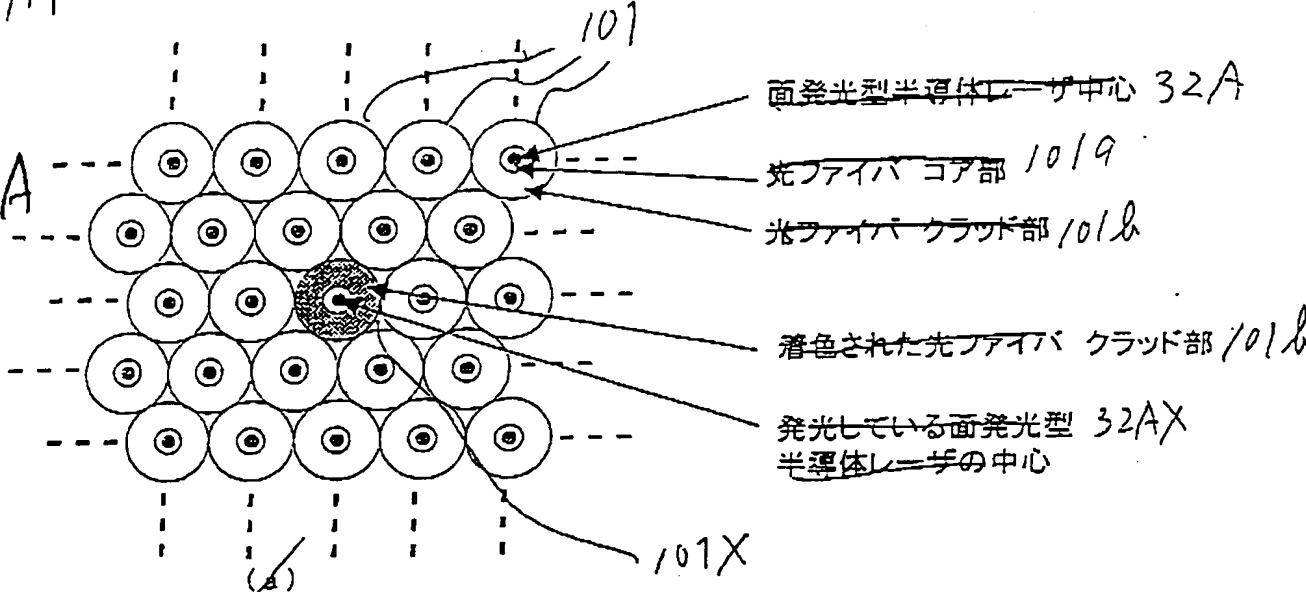 101
面発光型半導体レーザ中心 32A
光ファイバ コア部 101a
A
光ファイバ クラッド部 101b
着色された光ファイバ クラッド部 101b
発光している面発光型 32AX
半導体レーザの中心
101X
(a)